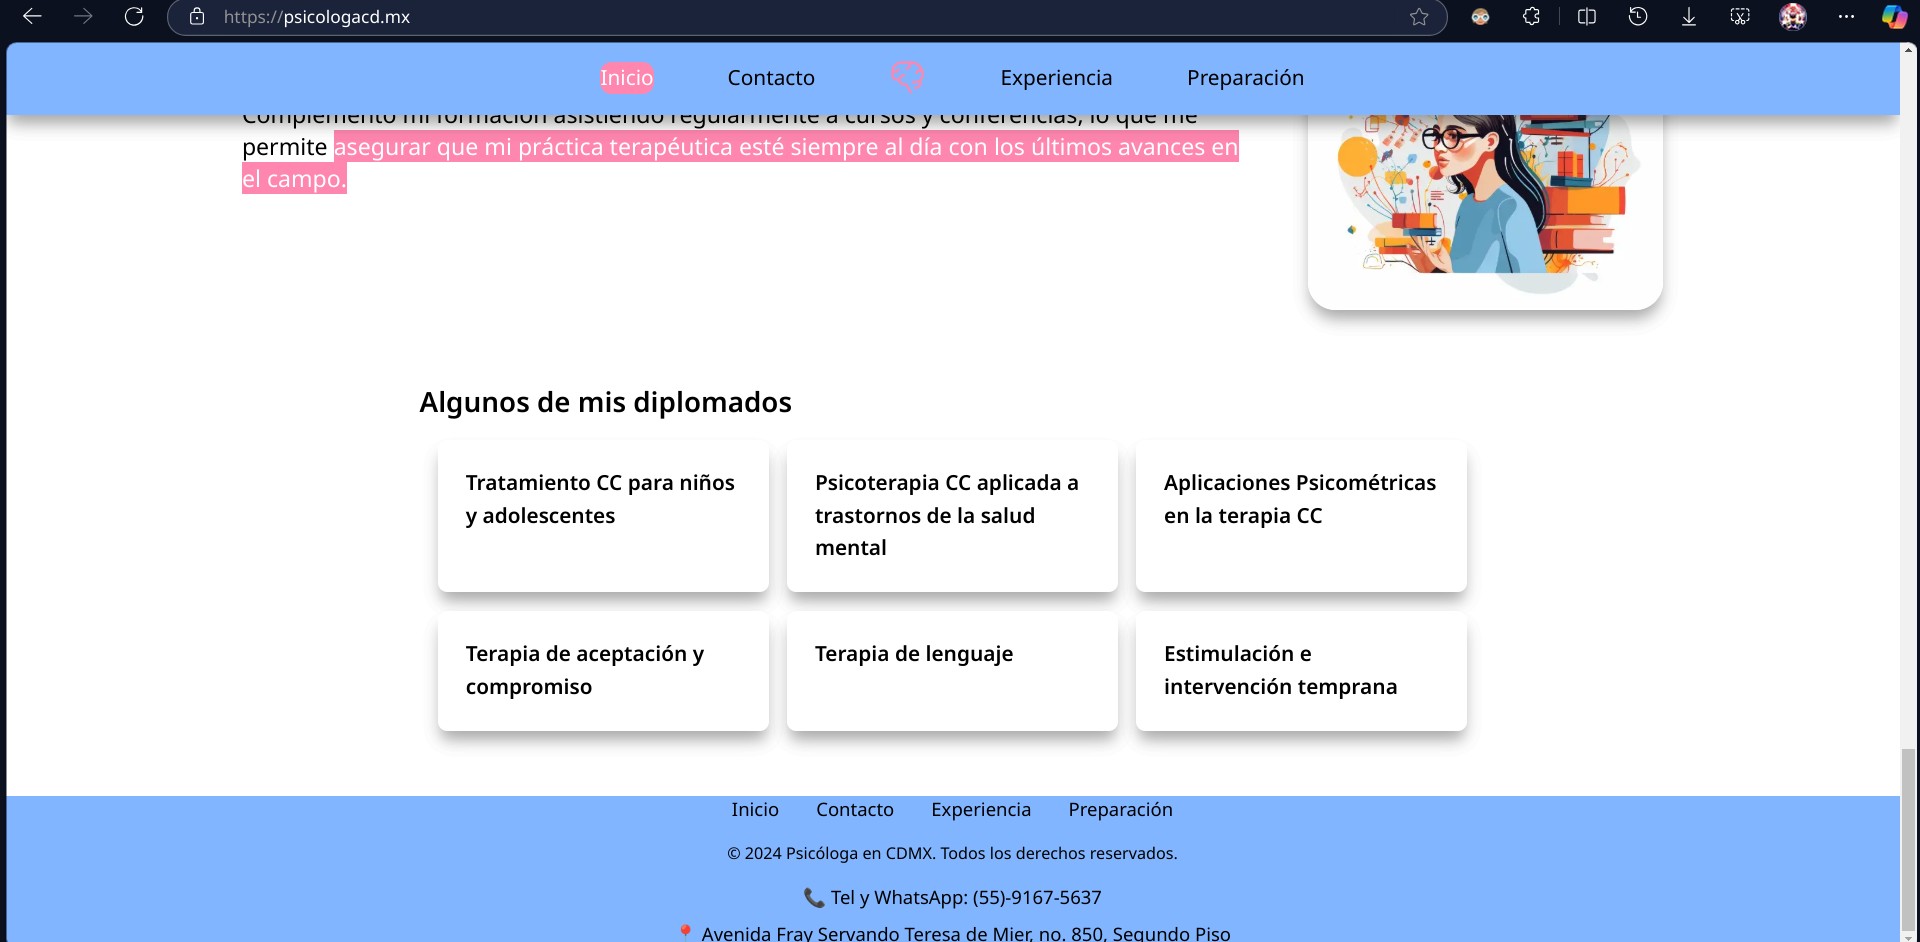 https://psicologacd.mx
Inicio Contacto Experiencia Preparación
Complemento mi formación asistiendo regularmente a cursos y conferencias, lo que me
permite asegurar que mi práctica terapéutica esté siempre al día con los últimos avances en
el campo.
Algunos de mis diplomados
Tratamiento CC para niños
y adolescentes
Psicoterapia CC aplicada a
trastornos de la salud
mental
Aplicaciones Psicométricas
en la terapia CC
Terapia de aceptación y
compromiso
Terapia de lenguaje
Estimulación e
intervención temprana
Inicio Contacto Experiencia Preparación
© 2024 Psicóloga en CDMX. Todos los derechos reservados.
📞 Tel y WhatsApp: (55)-9167-5637
📍 Avenida Fray Servando Teresa de Mier, no. 850, Segundo Piso